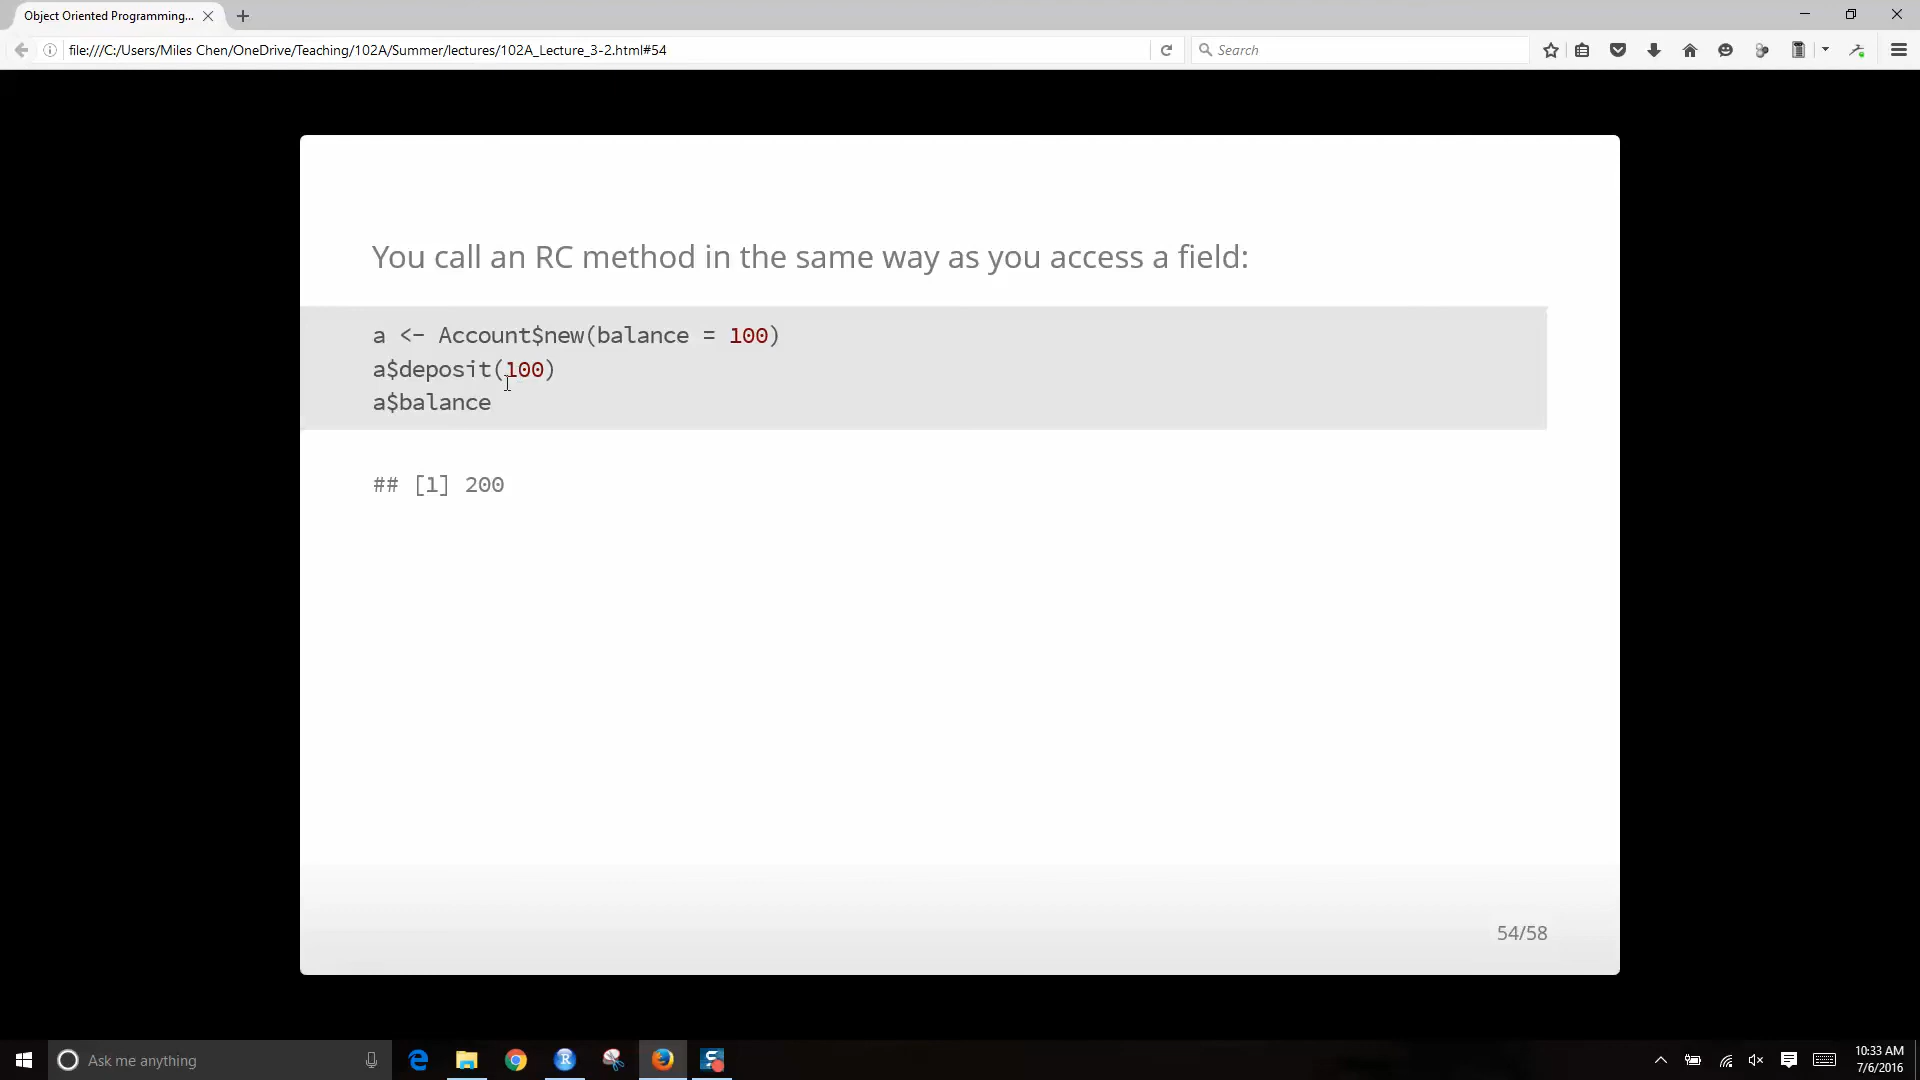 Object Oriented Programming...
file:///C:/Users/Miles Chen/OneDrive/Teaching/102A/Summer/lectures/102A_Lecture_3-2.html#54
Search
You call an RC method in the same way as you access a field:
a <- Account$new(balance = 100)
a$deposit(100)
a$balance
## [1] 200
54/58
Ask me anything
10:33 AM
7/6/2016